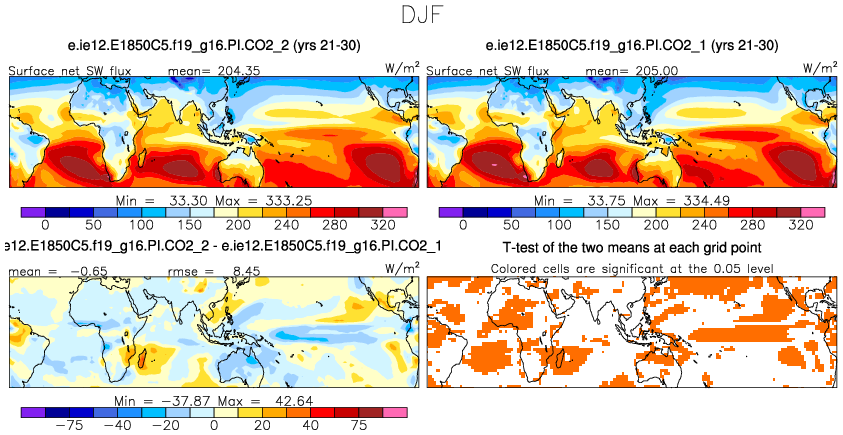 DJF
e.ie12.E1850C5.f19_g16.PI.CO2_2 (yrs 21-30)
e.ie12.E1850C5.f19_g16.PI.CO2_1 (yrs 21-30)
Surface net SW flux mean= 204.35 W/m²
Surface net SW flux mean= 205.00 W/m²
Min = 33.30 Max = 333.25
Min = 33.75 Max = 334.49
0 50 100 150 200 240 280 320
0 50 100 150 200 240 280 320
e.ie12.E1850C5.f19_g16.PI.CO2_2 - e.ie12.E1850C5.f19_g16.PI.CO2_1
T-test of the two means at each grid point
mean = -0.65 rmse = 8.45 W/m²
Colored cells are significant at the 0.05 level
Min = -37.87 Max = 42.64
-75 -40 -20 0 20 40 75